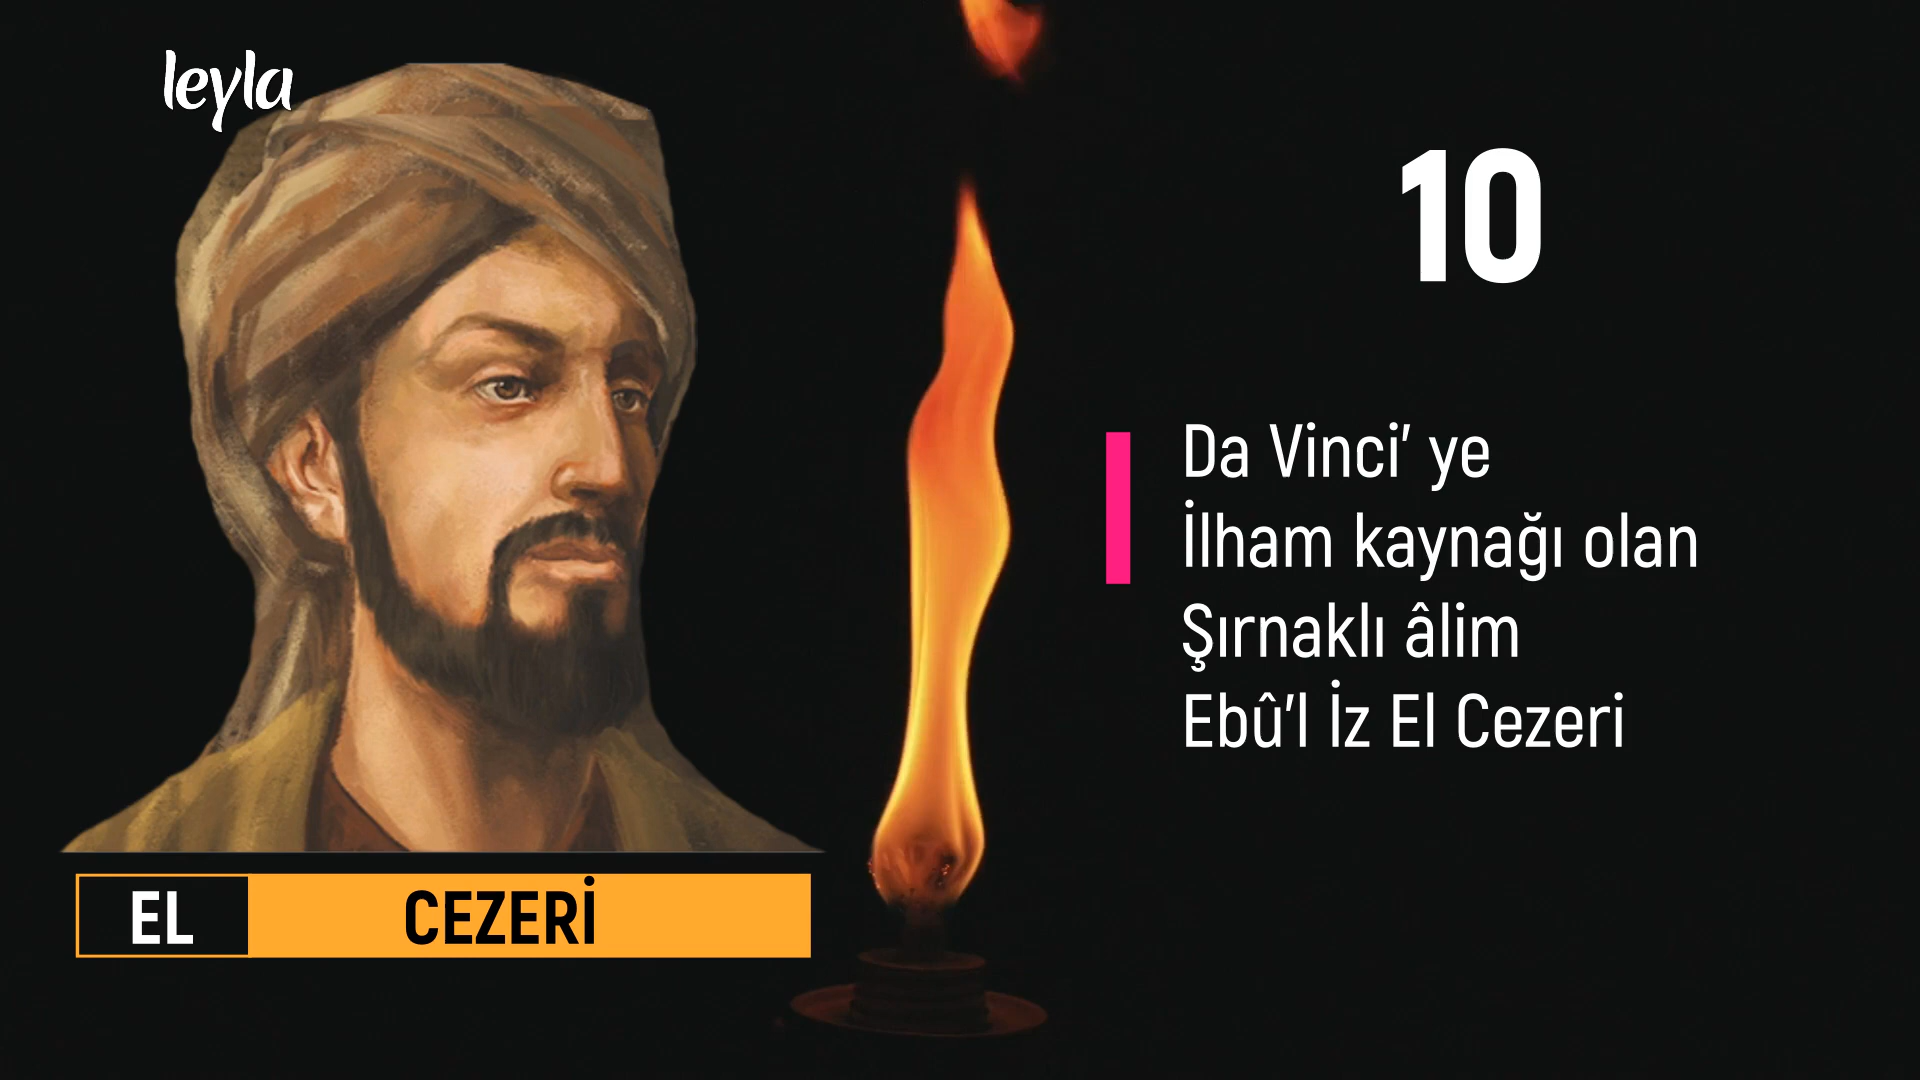 leyla
10
Da Vinci’ ye
İlham kaynağı olan
Şırnaklı âlim
Ebû’l İz El Cezeri
EL CEZERİ